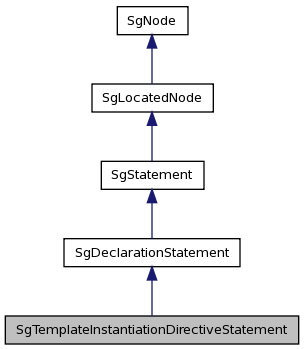 SgNode
SgLocatedNode
SgStatement
SgDeclarationStatement
SgTemplateInstantiationDirectiveStatement